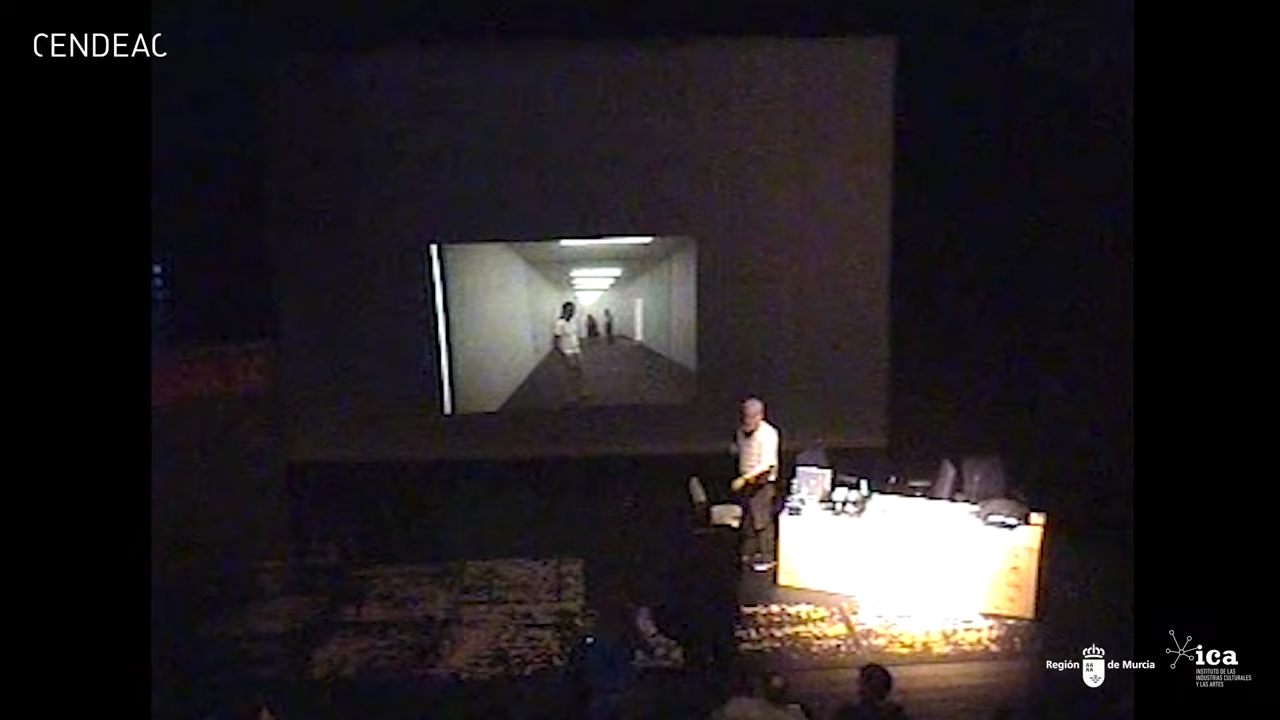 CENDEAC
Región de Murcia
ica
INSTITUTO DE LAS
INDUSTRIAS CULTURALES
Y LAS ARTES